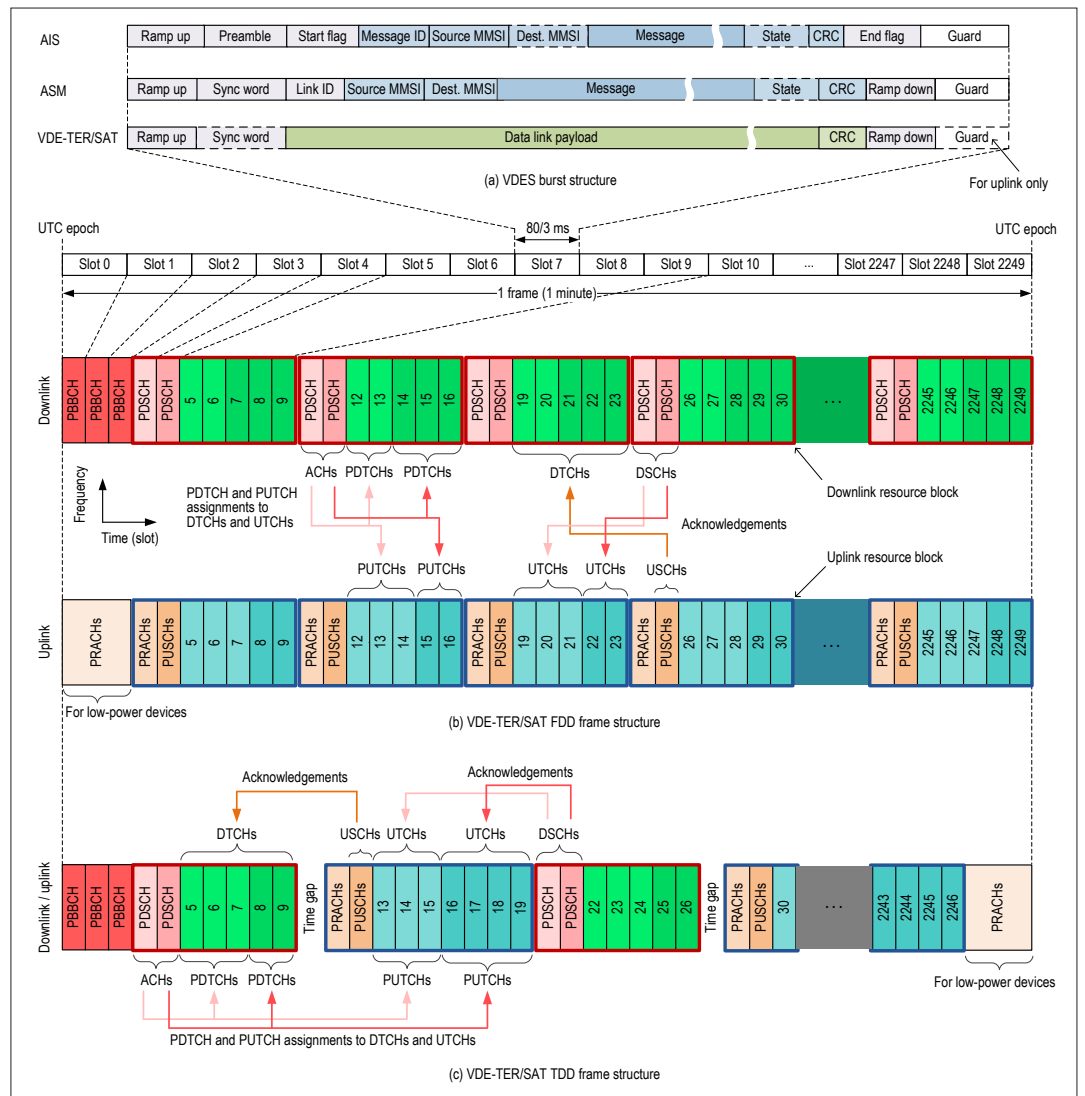 AIS Ramp up Preamble Start flag Message ID Source MMSI Dest. MMSI Message State CRC End flag Guard
ASM Ramp up Sync word Link ID Source MMSI Dest. MMSI Message State CRC Ramp down Guard
VDE-TER/SAT Ramp up Sync word Data link payload CRC Ramp down Guard
(a) VDES burst structure
For uplink only
UTC epoch 80/3 ms UTC epoch
Slot 0 Slot 1 Slot 2 Slot 3 Slot 4 Slot 5 Slot 6 Slot 7 Slot 8 Slot 9 Slot 10 ... Slot 2247 Slot 2248 Slot 2249
1 frame (1 minute)
Downlink PBBCH PBBCH PBBCH PDSCH PDSCH 5 6 7 8 9 PDSCH PDSCH 12 13 14 15 16 PDSCH PDSCH 19 20 21 22 23 PDSCH PDSCH 26 27 28 29 30 ... PDSCH PDSCH 2245 2246 2247 2248 2249
ACHs PDTCHs PDTCHs DTCHs DSCHs
Downlink resource block
Frequency
Time (slot)
PDTCH and PUTCH
assignments to
DTCHs and UTCHs
Acknowledgements
Uplink resource block
PUTCHs PUTCHs UTCHs UTCHs USCHs
Uplink PRACHs PRACHs PUSCHs 5 6 7 8 9 PRACHs PUSCHs 12 13 14 15 16 PRACHs PUSCHs 19 20 21 22 23 PRACHs PUSCHs 26 27 28 29 30 ... PRACHs PUSCHs 2245 2246 2247 2248 2249
For low-power devices
(b) VDE-TER/SAT FDD frame structure
Acknowledgements Acknowledgements
DTCHs USCHs UTCHs UTCHs DSCHs
Downlink / uplink PBBCH PBBCH PBBCH PDSCH PDSCH 5 6 7 8 9 Time gap PRACHs PUSCHs 13 14 15 16 17 18 19 PDSCH PDSCH 22 23 24 25 26 Time gap PRACHs PUSCHs 30 ... 2243 2244 2245 2246 PRACHs
ACHs PDTCHs PDTCHs PUTCHs PUTCHs
For low-power devices
PDTCH and PUTCH assignments to DTCHs and UTCHs
(c) VDE-TER/SAT TDD frame structure